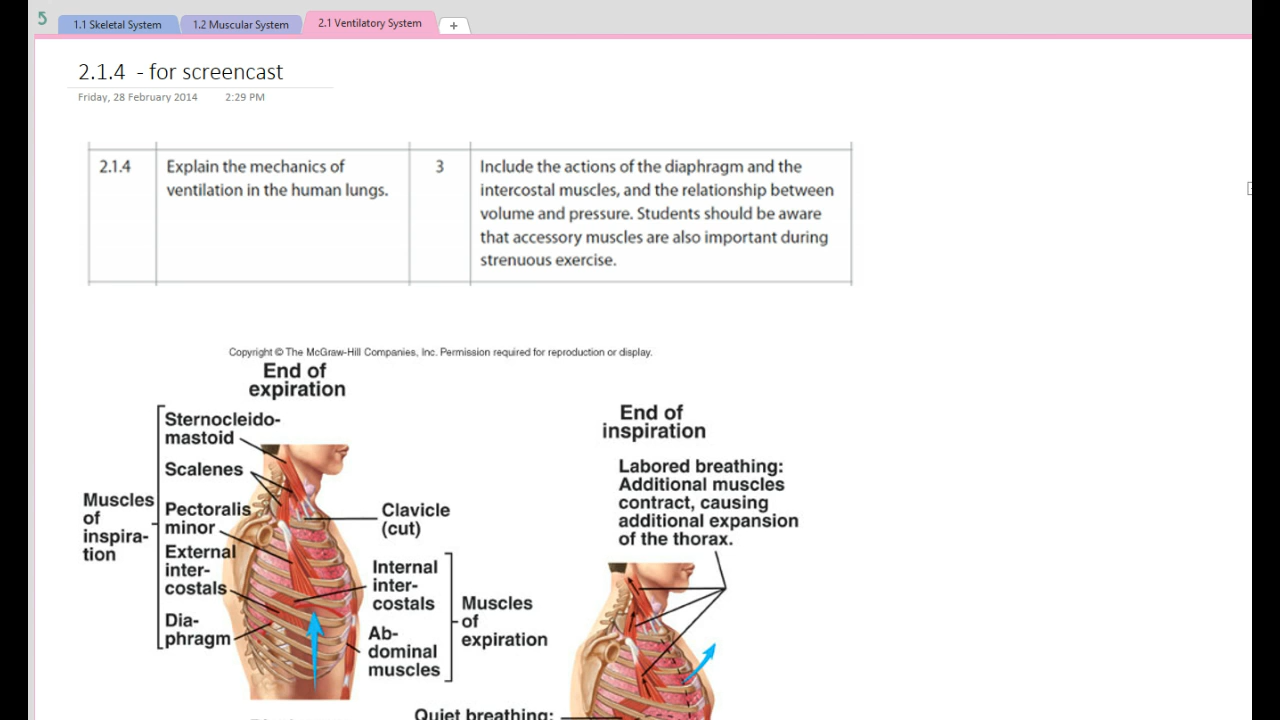 1.1 Skeletal System
1.2 Muscular System
2.1 Ventilatory System
+
2.1.4 - for screencast
Friday, 28 February 2014 2:29 PM
2.1.4
Explain the mechanics of
ventilation in the human lungs.
3
Include the actions of the diaphragm and the
intercostal muscles, and the relationship between
volume and pressure. Students should be aware
that accessory muscles are also important during
strenuous exercise.
Copyright © The McGraw-Hill Companies, Inc. Permission required for reproduction or display.
End of
expiration
Muscles
of
inspira-
tion
Sternocleido-
mastoid
Scalenes
Pectoralis
minor
External
inter-
costals
Dia-
phragm
Clavicle
(cut)
Internal
inter-
costals
Ab-
dominal
muscles
Muscles
of
expiration
End of
inspiration
Labored breathing:
Additional muscles
contract, causing
additional expansion
of the thorax.
Quiet breathing: